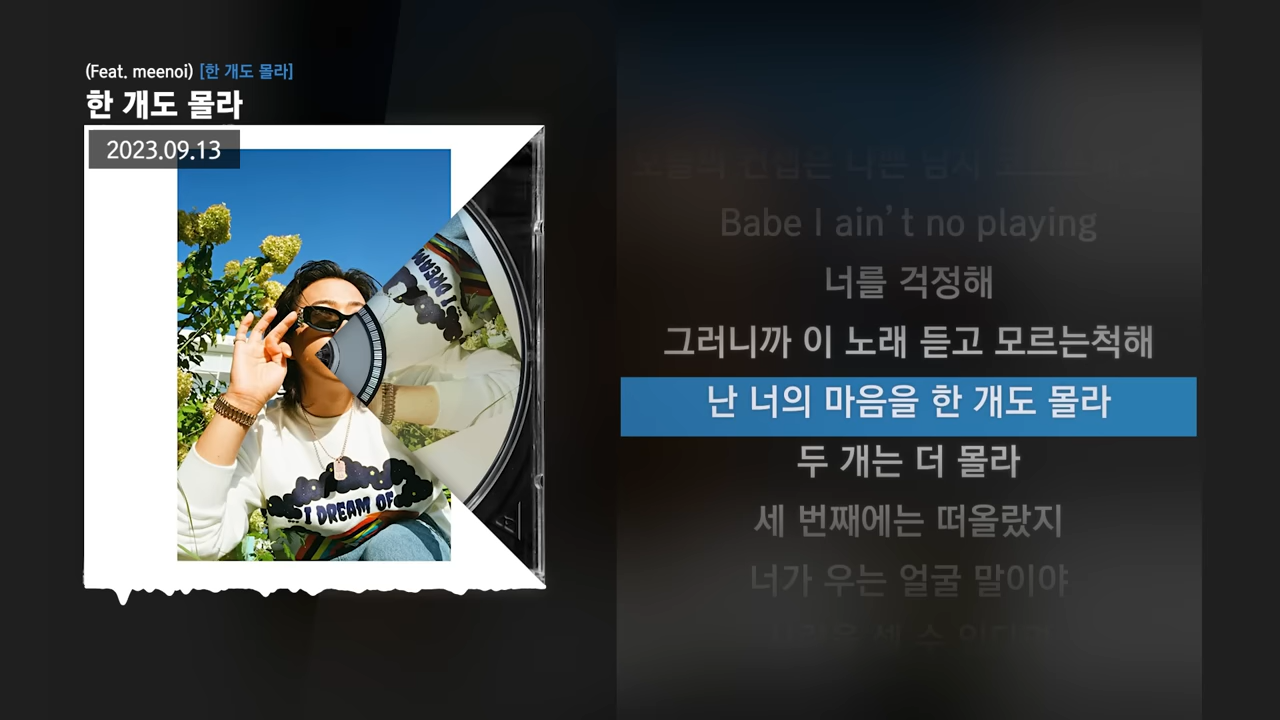 (Feat. meenoi) [한 개도 몰라]
한 개도 몰라
2023.09.13
I DREAM OF
I DREAM
Babe I ain't no playing
너를 걱정해
그러니까 이 노래 듣고 모르는척해
난 너의 마음을 한 개도 몰라
두 개는 더 몰라
세 번째에는 떠올랐지
너가 우는 얼굴 말이야